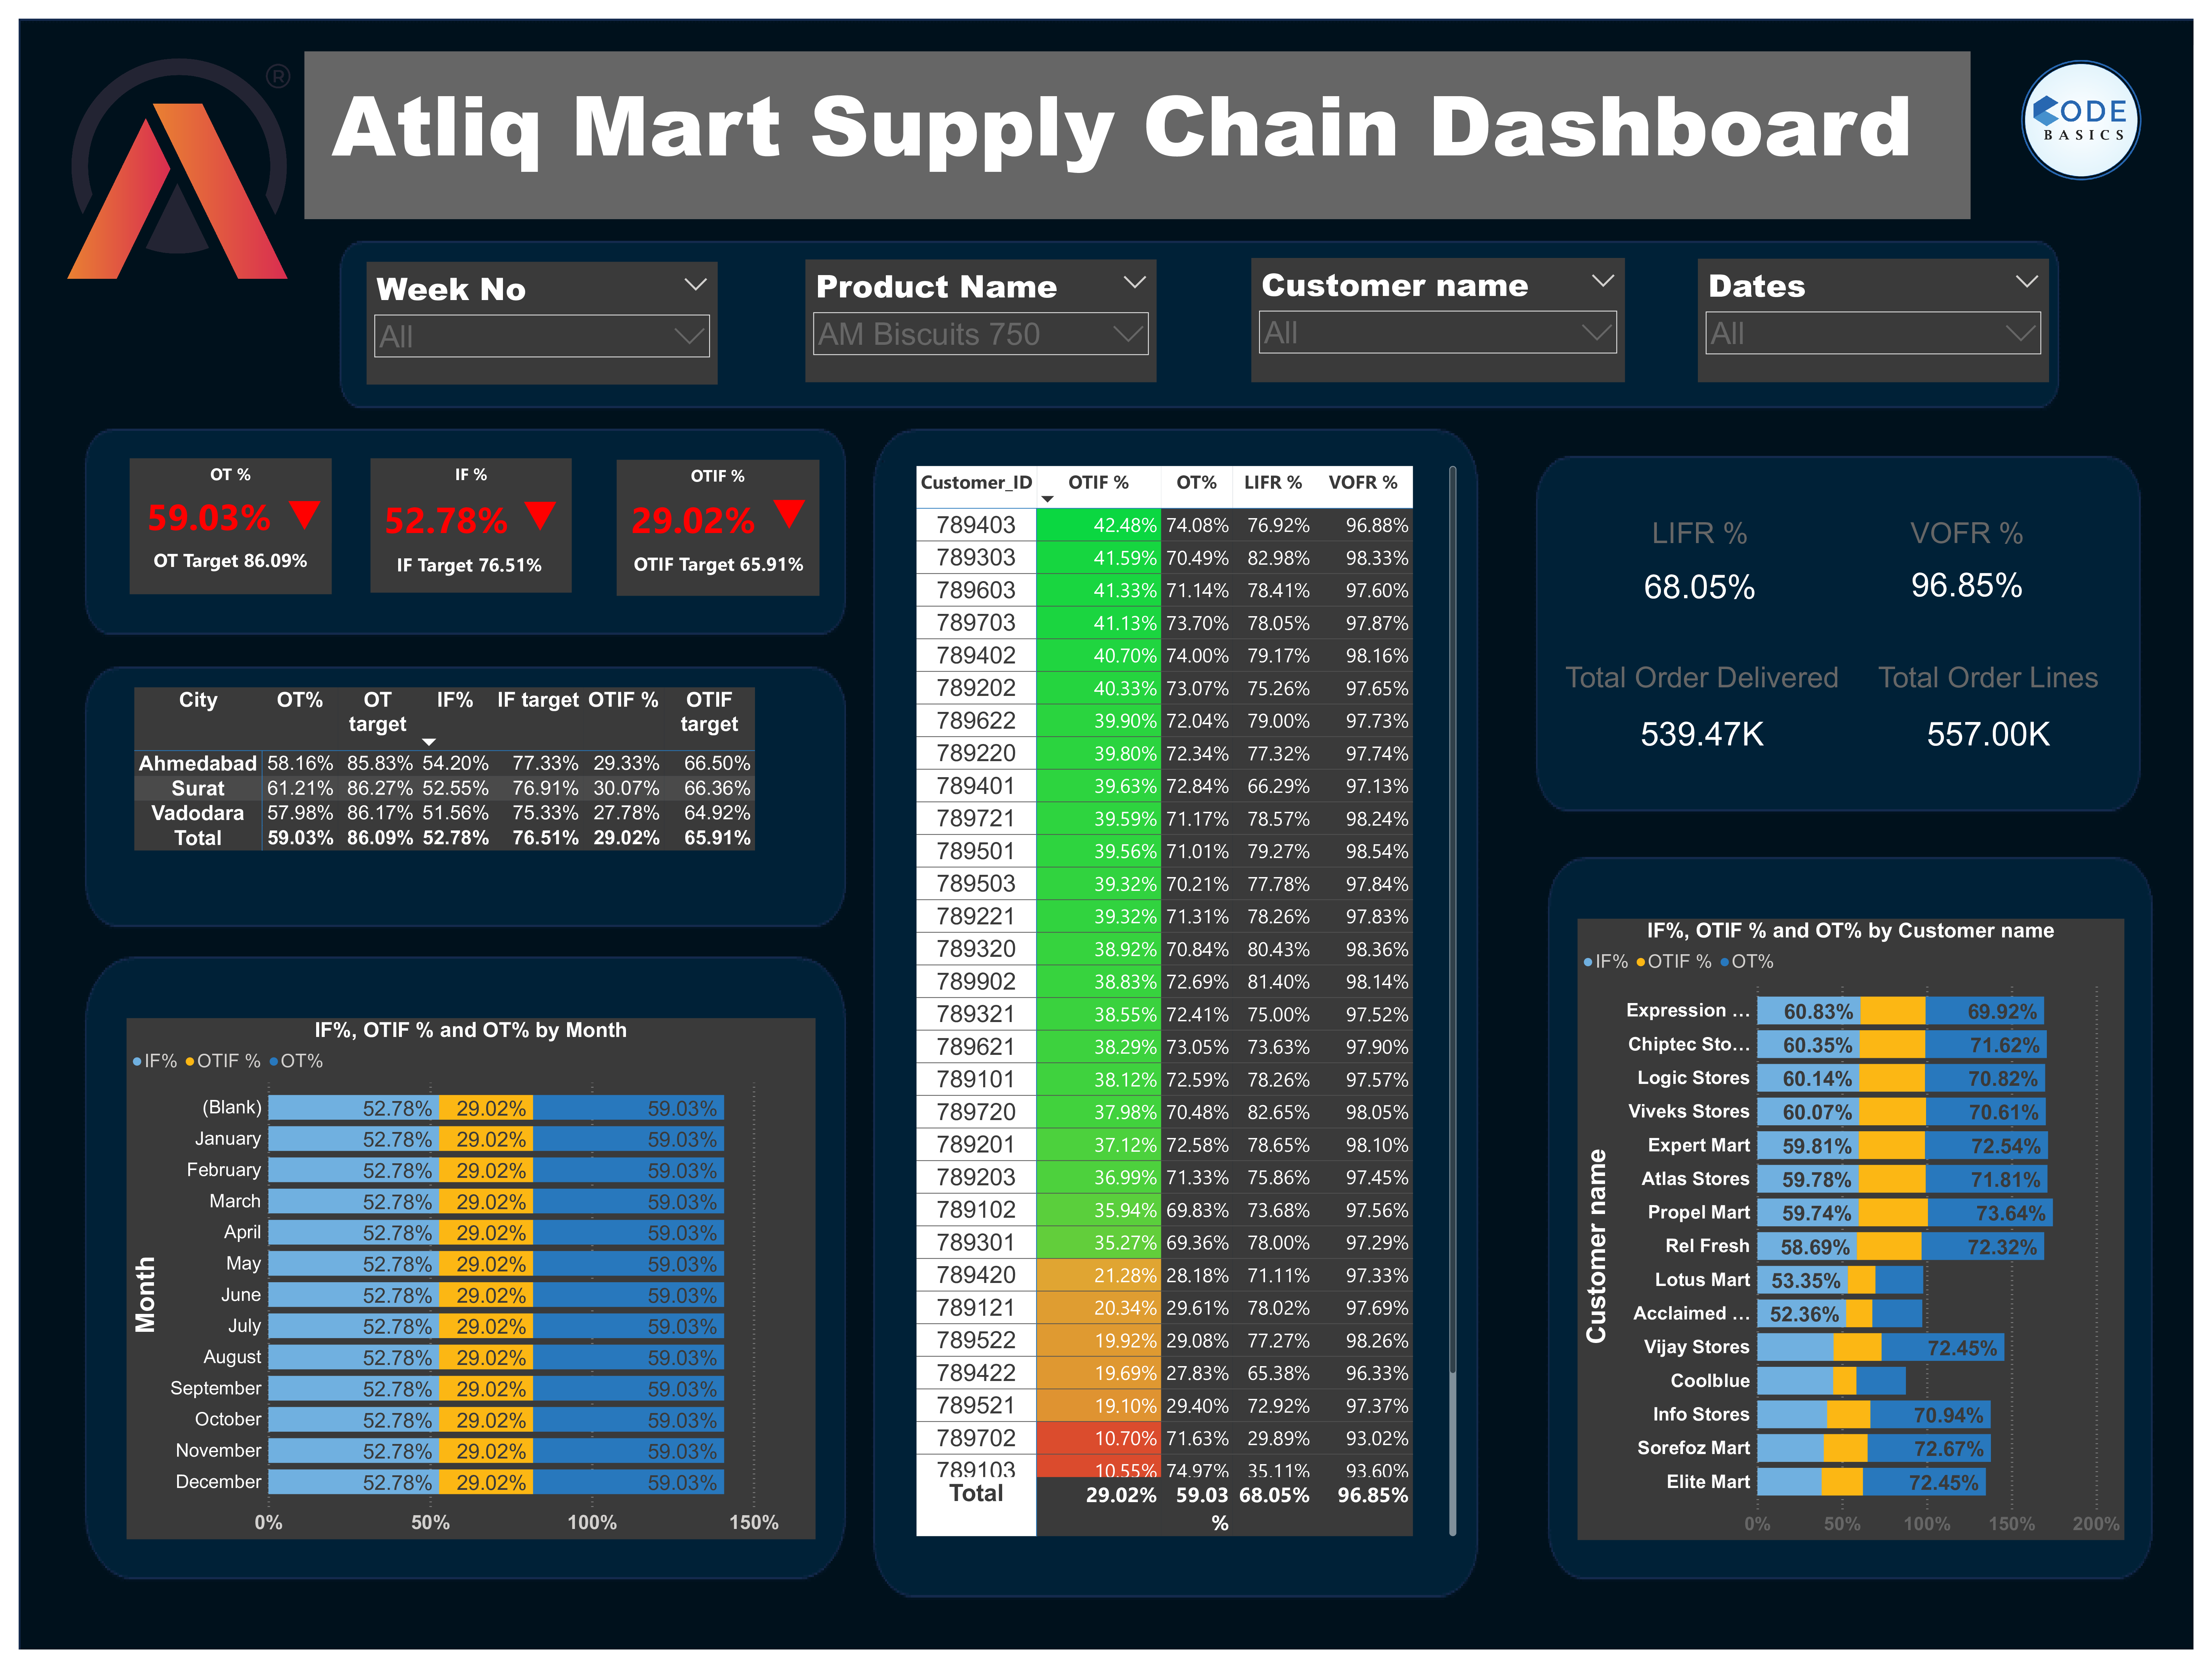 ®
Atliq Mart Supply Chain Dashboard
CODE
BASICS
Week No
All
Product Name
AM Biscuits 750
Customer name
All
Dates
All
OT %
59.03%
OT Target 86.09%
IF %
52.78%
IF Target 76.51%
OTIF %
29.02%
OTIF Target 65.91%
City OT% OT target IF% IF target OTIF % OTIF target
Ahmedabad 58.16% 85.83% 54.20% 77.33% 29.33% 66.50%
Surat 61.21% 86.27% 52.55% 76.91% 30.07% 66.36%
Vadodara 57.98% 86.17% 51.56% 75.33% 27.78% 64.92%
Total 59.03% 86.09% 52.78% 76.51% 29.02% 65.91%
IF%, OTIF % and OT% by Month
IF% OTIF % OT%
Month
(Blank) 52.78% 29.02% 59.03%
January 52.78% 29.02% 59.03%
February 52.78% 29.02% 59.03%
March 52.78% 29.02% 59.03%
April 52.78% 29.02% 59.03%
May 52.78% 29.02% 59.03%
June 52.78% 29.02% 59.03%
July 52.78% 29.02% 59.03%
August 52.78% 29.02% 59.03%
September 52.78% 29.02% 59.03%
October 52.78% 29.02% 59.03%
November 52.78% 29.02% 59.03%
December 52.78% 29.02% 59.03%
0% 50% 100% 150%
Customer_ID OTIF % OT% LIFR % VOFR %
789403 42.48% 74.08% 76.92% 96.88%
789303 41.59% 70.49% 82.98% 98.33%
789603 41.33% 71.14% 78.41% 97.60%
789703 41.13% 73.70% 78.05% 97.87%
789402 40.70% 74.00% 79.17% 98.16%
789202 40.33% 73.07% 75.26% 97.65%
789622 39.90% 72.04% 79.00% 97.73%
789220 39.80% 72.34% 77.32% 97.74%
789401 39.63% 72.84% 66.29% 97.13%
789721 39.59% 71.17% 78.57% 98.24%
789501 39.56% 71.01% 79.27% 98.54%
789503 39.32% 70.21% 77.78% 97.84%
789221 39.32% 71.31% 78.26% 97.83%
789320 38.92% 70.84% 80.43% 98.36%
789902 38.83% 72.69% 81.40% 98.14%
789321 38.55% 72.41% 75.00% 97.52%
789621 38.29% 73.05% 73.63% 97.90%
789101 38.12% 72.59% 78.26% 97.57%
789720 37.98% 70.48% 82.65% 98.05%
789201 37.12% 72.58% 78.65% 98.10%
789203 36.99% 71.33% 75.86% 97.45%
789102 35.94% 69.83% 73.68% 97.56%
789301 35.27% 69.36% 78.00% 97.29%
789420 21.28% 28.18% 71.11% 97.33%
789121 20.34% 29.61% 78.02% 97.69%
789522 19.92% 29.08% 77.27% 98.26%
789422 19.69% 27.83% 65.38% 96.33%
789521 19.10% 29.40% 72.92% 97.37%
789702 10.70% 71.63% 29.89% 93.02%
789103 10.55% 74.97% 35.11% 93.60%
Total 29.02% 59.03 % 68.05% 96.85%
LIFR %
68.05%
VOFR %
96.85%
Total Order Delivered
539.47K
Total Order Lines
557.00K
IF%, OTIF % and OT% by Customer name
IF% OTIF % OT%
Customer name
Expression ... 60.83% 69.92%
Chiptec Sto... 60.35% 71.62%
Logic Stores 60.14% 70.82%
Viveks Stores 60.07% 70.61%
Expert Mart 59.81% 72.54%
Atlas Stores 59.78% 71.81%
Propel Mart 59.74% 73.64%
Rel Fresh 58.69% 72.32%
Lotus Mart 53.35%
Acclaimed ... 52.36%
Vijay Stores 72.45%
Coolblue
Info Stores 70.94%
Sorefoz Mart 72.67%
Elite Mart 72.45%
0% 50% 100% 150% 200%